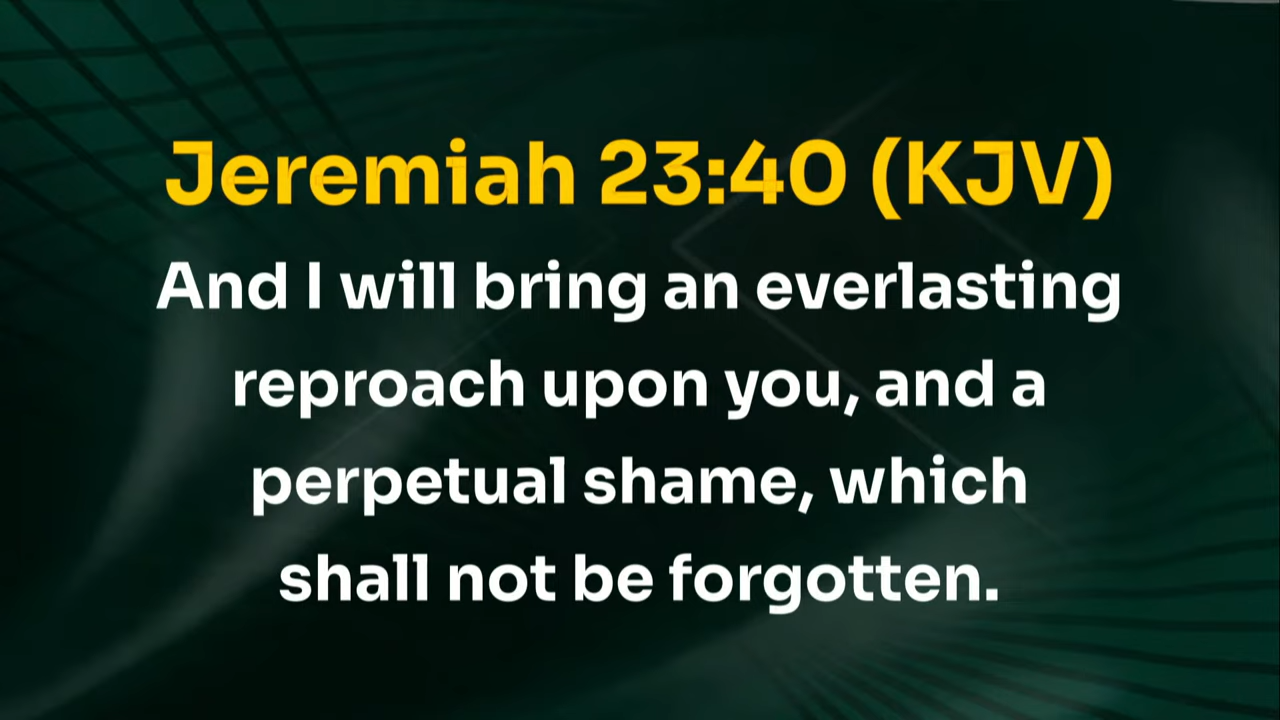 Jeremiah 23:40 (KJV)
And I will bring an everlasting
reproach upon you, and a
perpetual shame, which
shall not be forgotten.